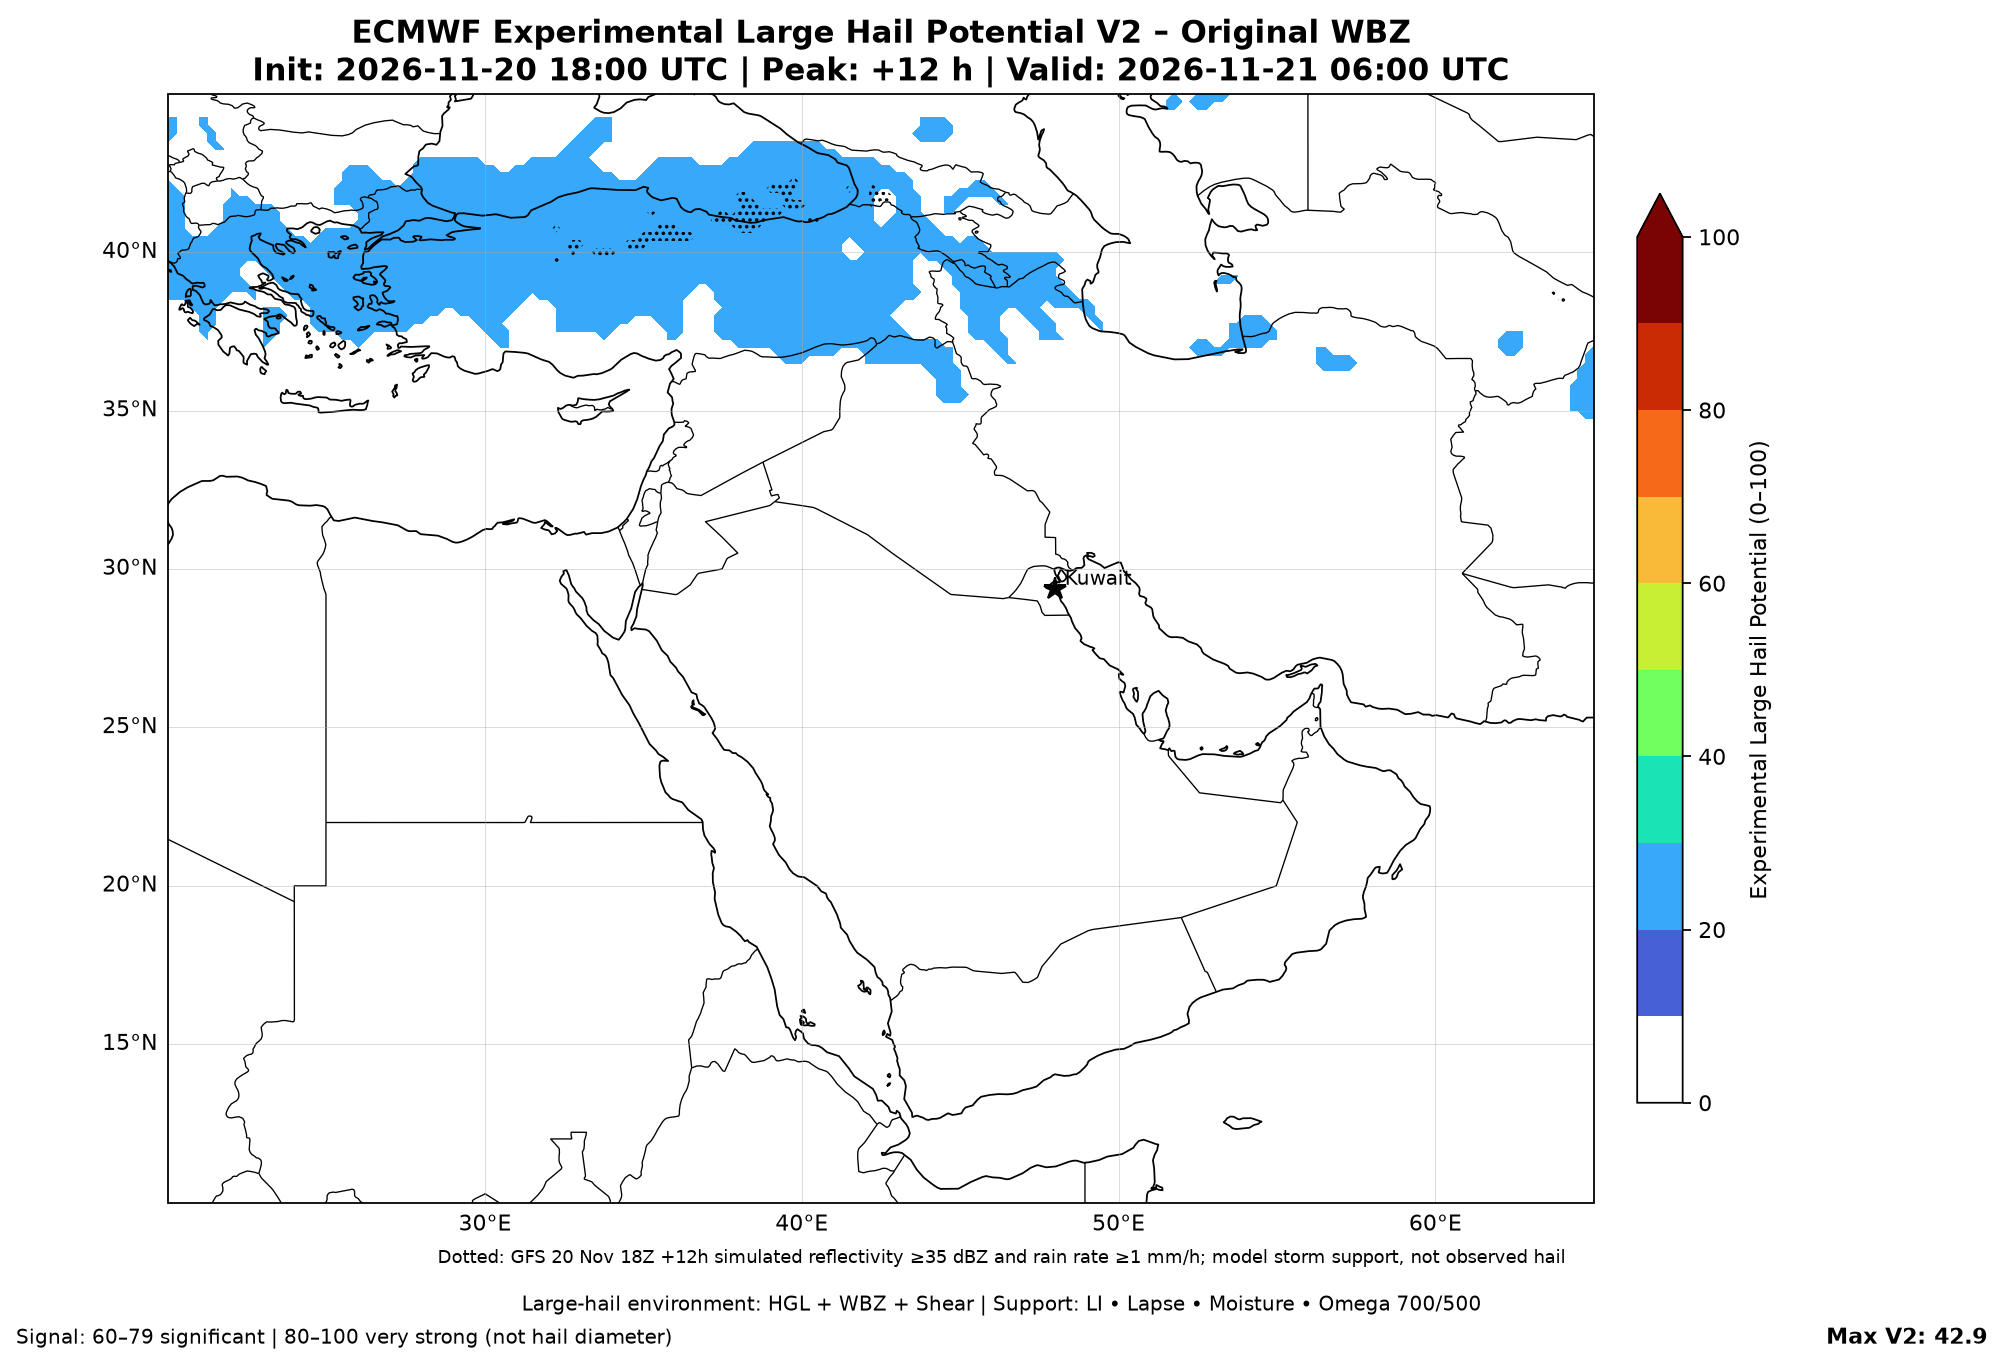 ECMWF Experimental Large Hail Potential V2 – Original WBZ
Init: 2026-11-20 18:00 UTC | Peak: +12 h | Valid: 2026-11-21 06:00 UTC
40°N
35°N
30°N
25°N
20°N
15°N
Kuwait
30°E
40°E
50°E
60°E
100
80
60
40
20
0
Experimental Large Hail Potential (0–100)
Dotted: GFS 20 Nov 18Z +12h simulated reflectivity ≥35 dBZ and rain rate ≥1 mm/h; model storm support, not observed hail
Large-hail environment: HGL + WBZ + Shear | Support: LI • Lapse • Moisture • Omega 700/500
Signal: 60–79 significant | 80–100 very strong (not hail diameter)
Max V2: 42.9